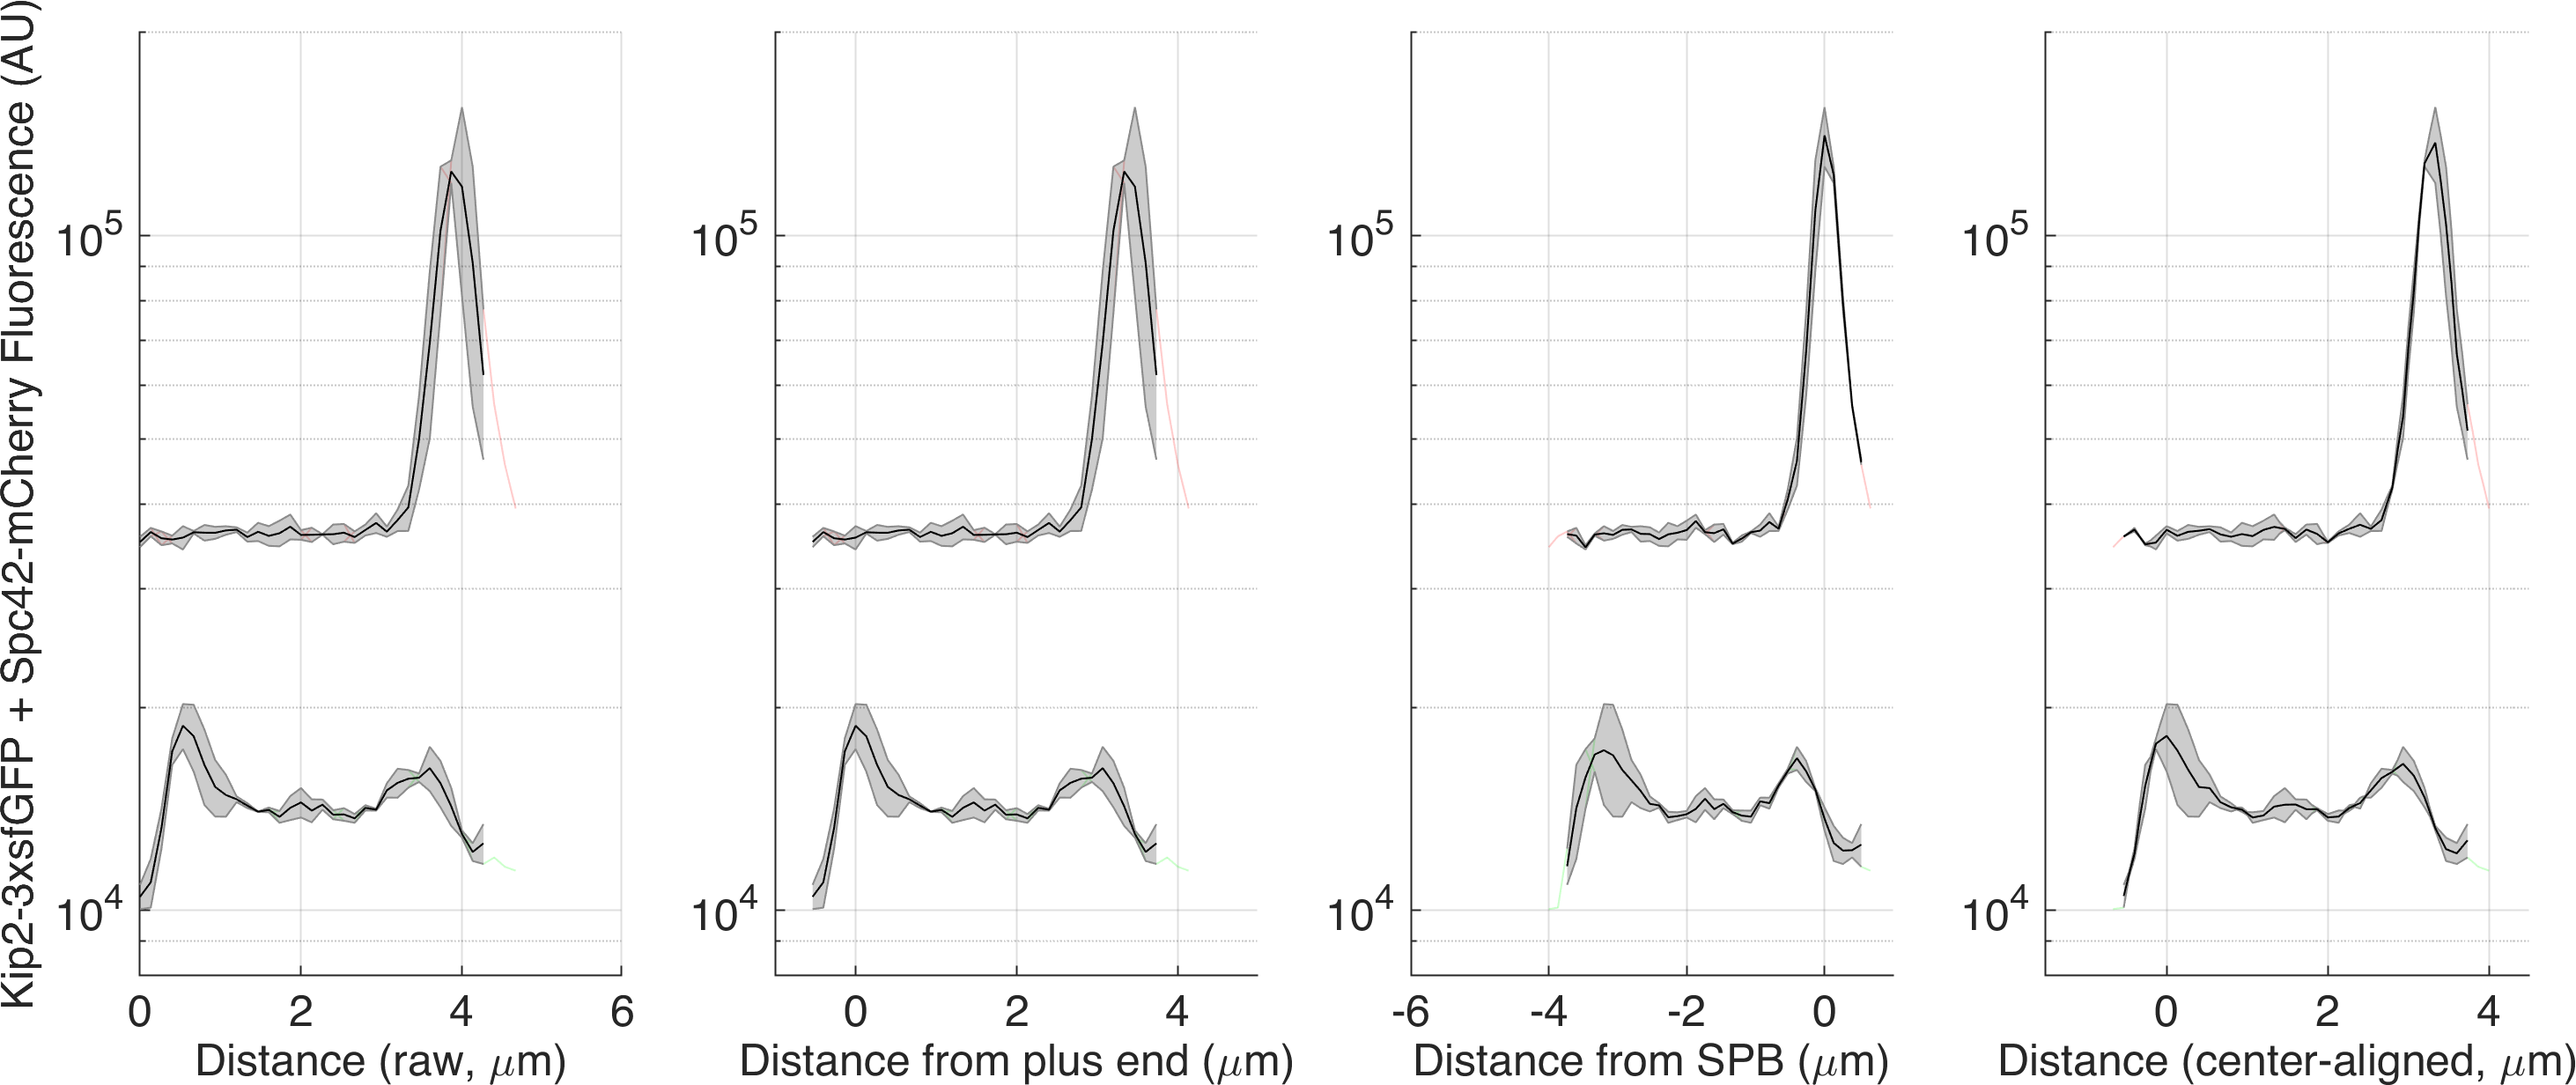 Kip2-3xsfGFP + Spc42-mCherry Fluorescence (AU)
10^5
10^4
0 2 4 6
Distance (raw, μm)
10^5
10^4
0 2 4
Distance from plus end (μm)
10^5
10^4
-6 -4 -2 0
Distance from SPB (μm)
10^5
10^4
0 2 4
Distance (center-aligned, μm)